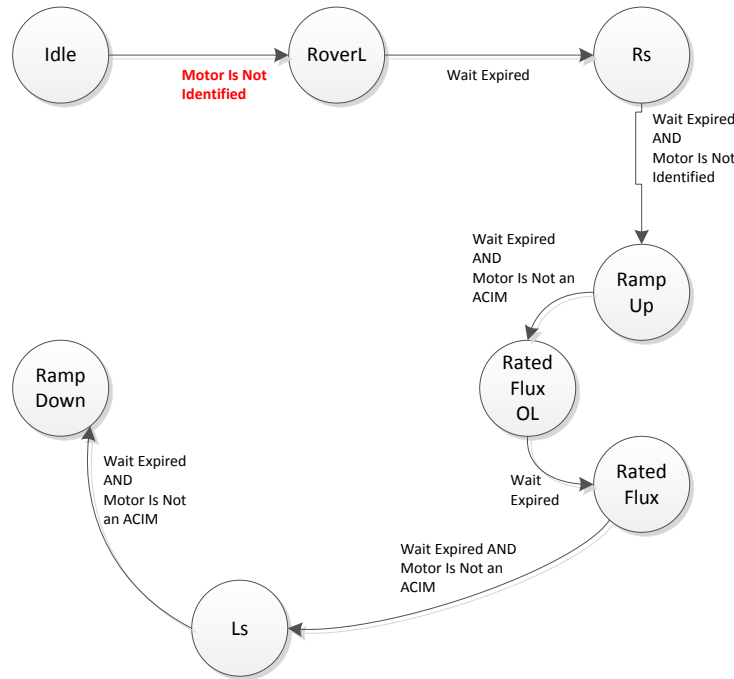 Idle
Motor Is Not
Identified
RoverL
Wait Expired
Rs
Wait Expired
AND
Motor Is Not
Identified
Ramp
Up
Wait Expired
AND
Motor Is Not an
ACIM
Rated
Flux
OL
Wait
Expired
Rated
Flux
Wait Expired AND
Motor Is Not an
ACIM
Ls
Wait Expired
AND
Motor Is Not
an ACIM
Ramp
Down